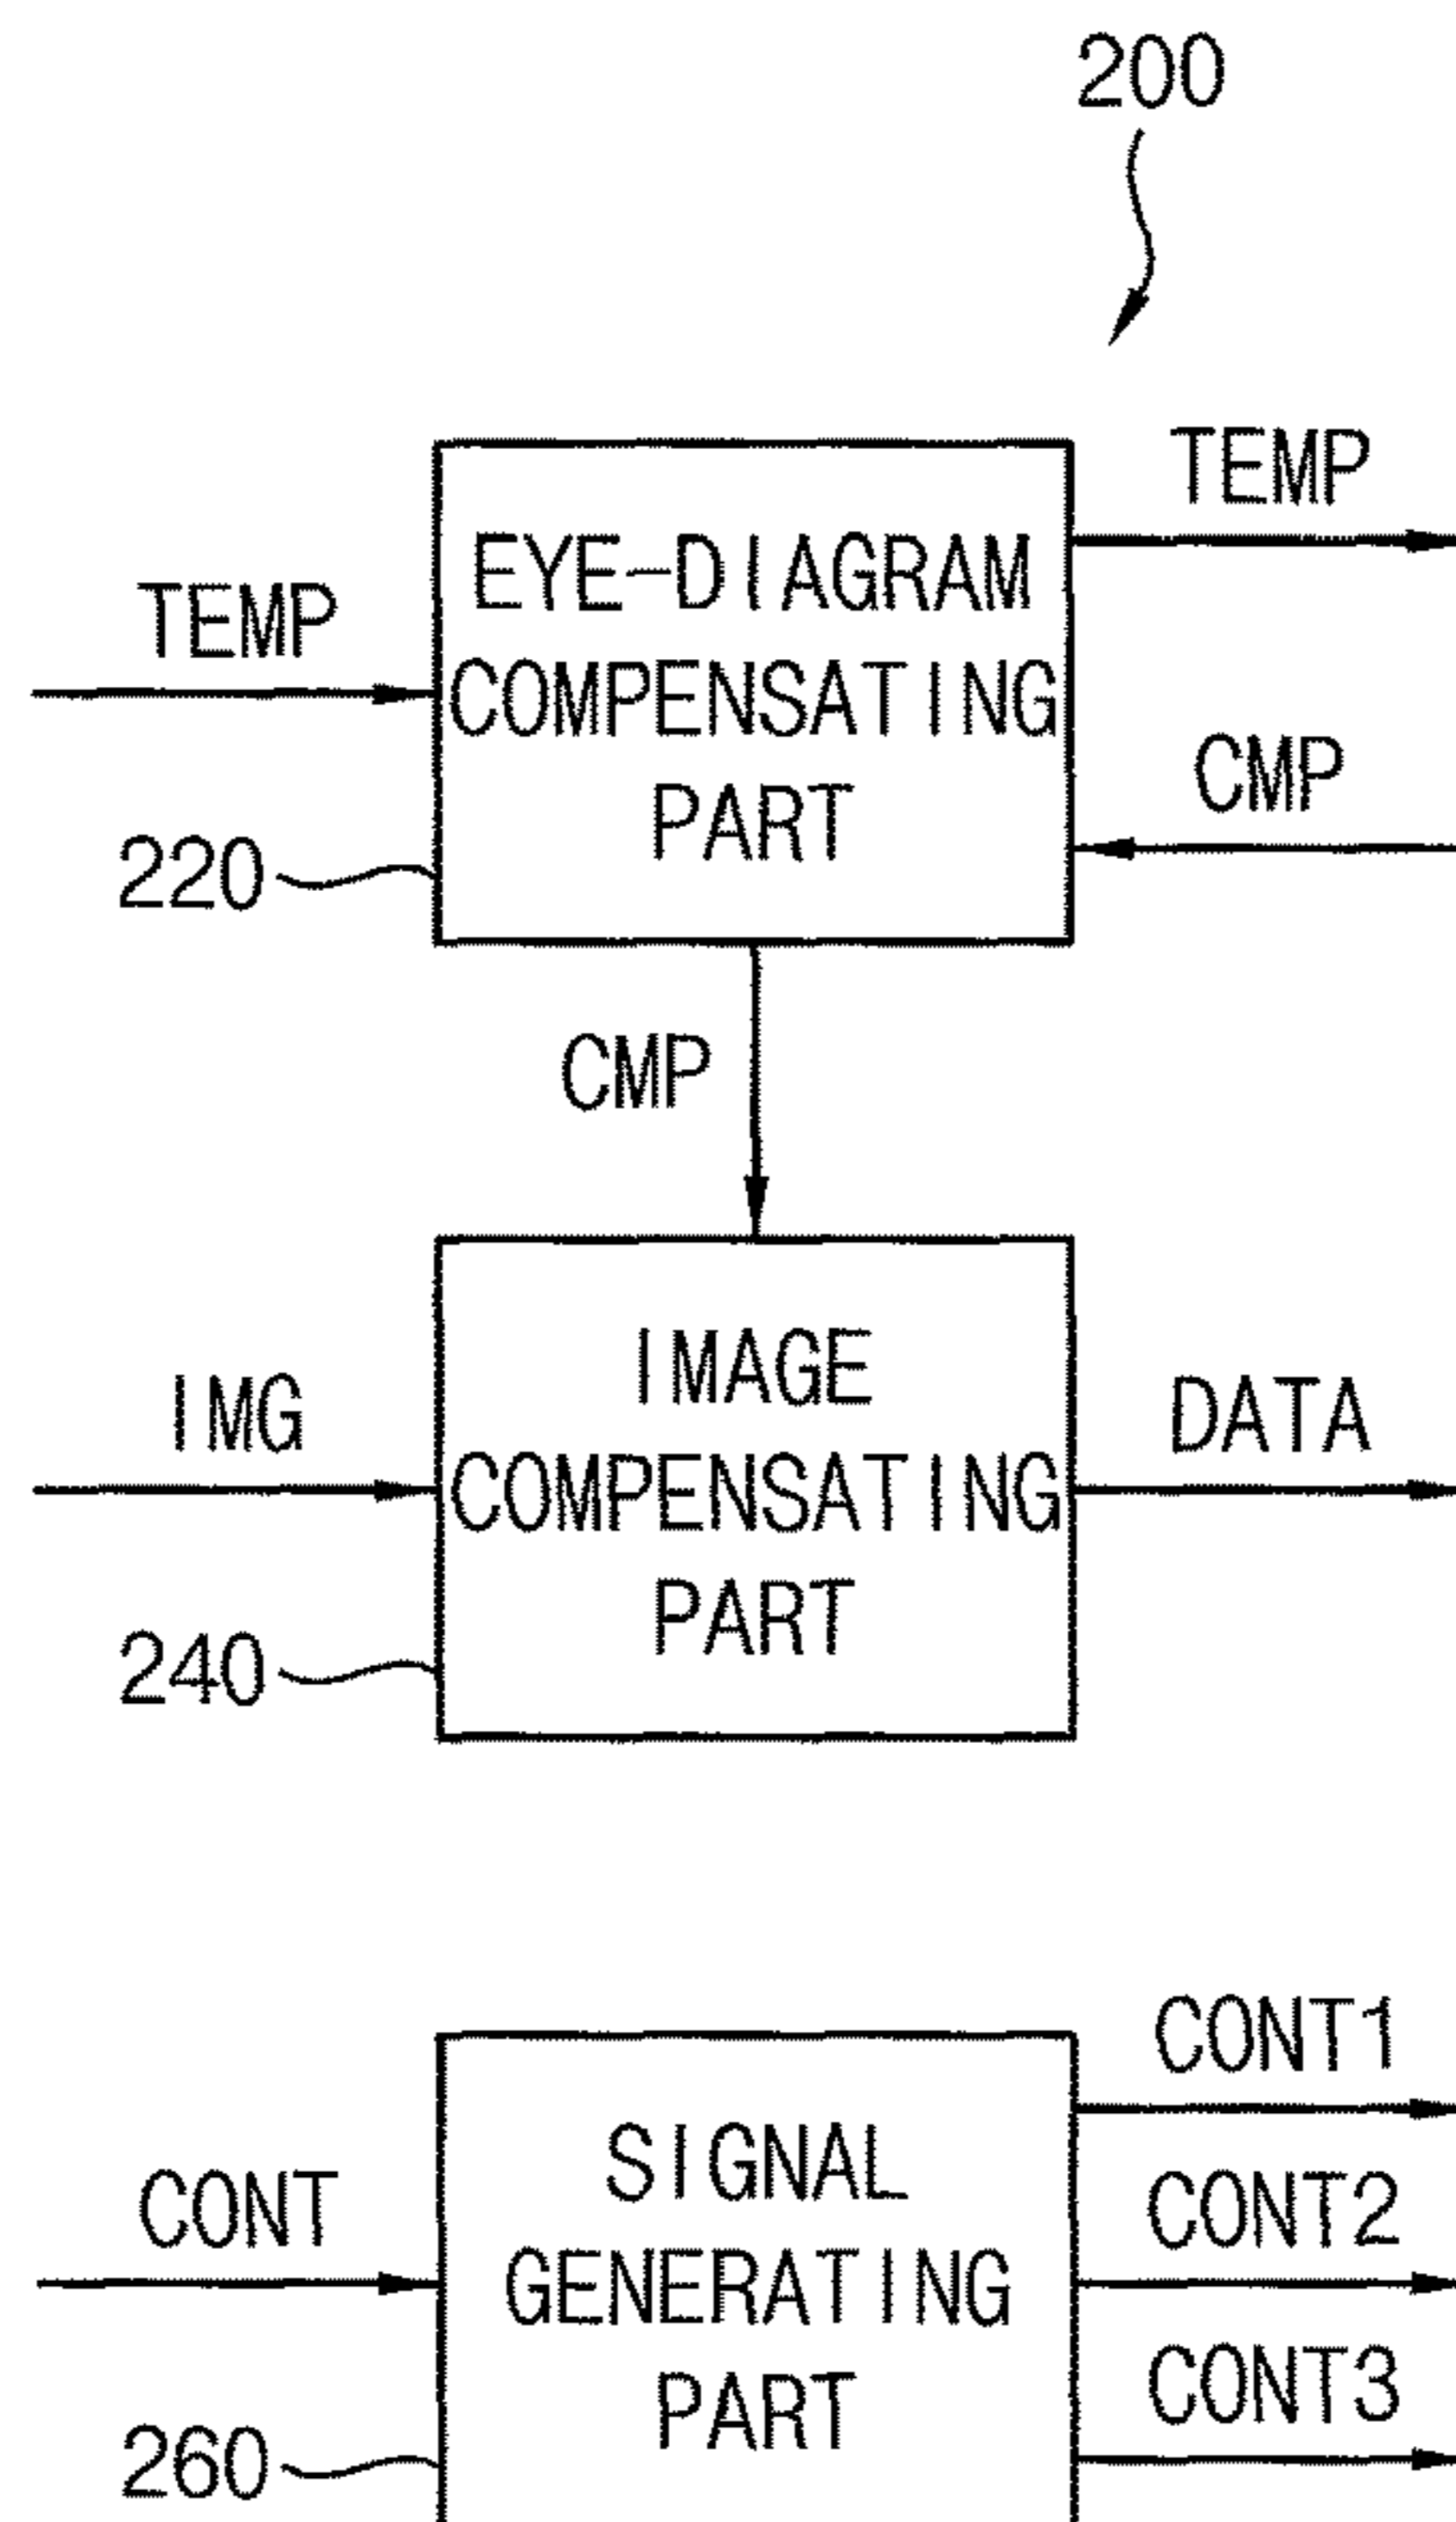 200
TEMP
EYE-DIAGRAM
TEMP
COMPENSATING
CMP
PART
220
CMP
IMAGE
IMG
COMPENSATING
DATA
PART
240
CONT1
SIGNAL
CONT
GENERATING
CONT2
PART
CONT3
260